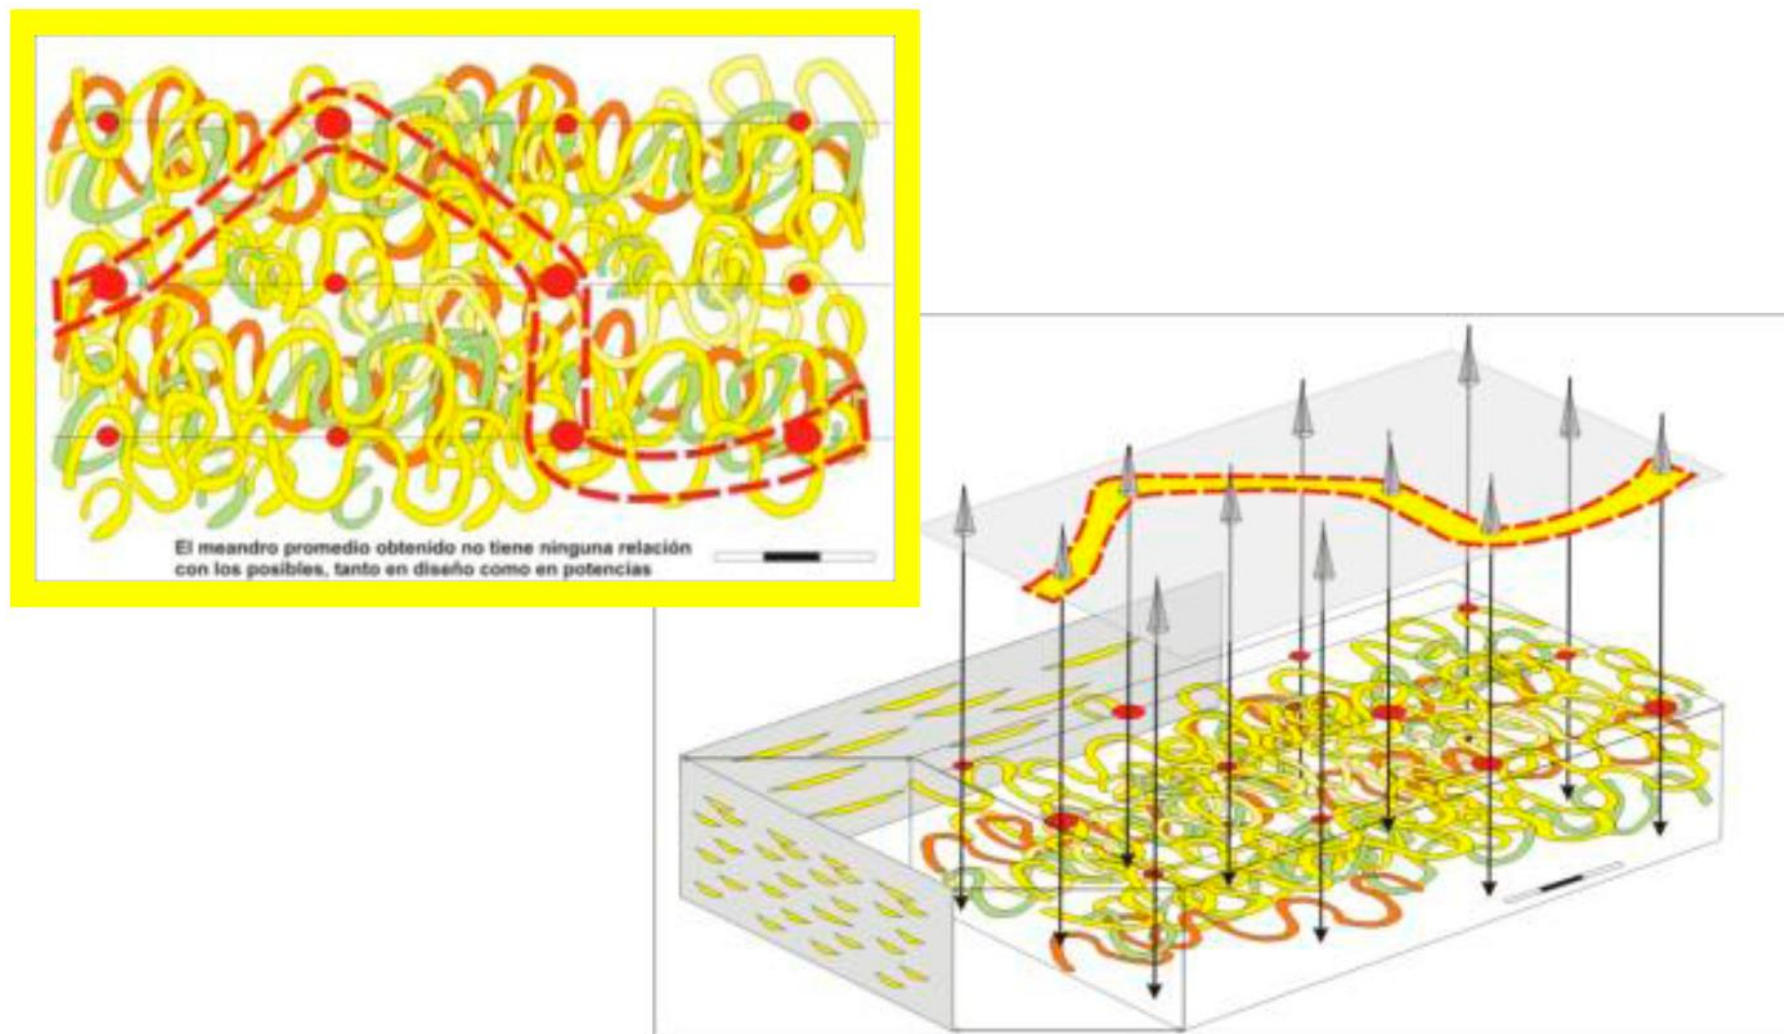 El meandro promedio obtenido no tiene ninguna relación
con los posibles, tanto en diseño como en potencias